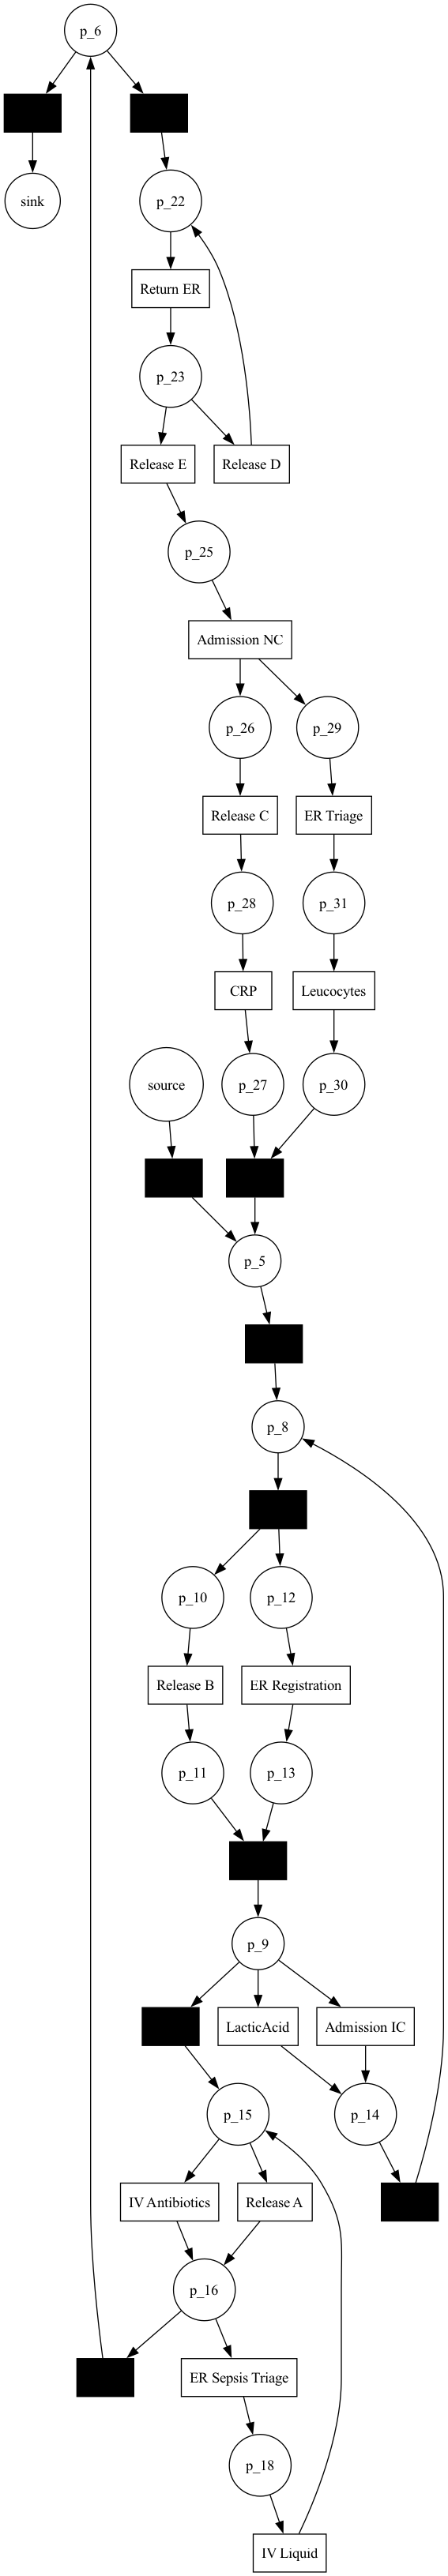 p_6
sink
p_22
Return ER
p_23
Release E
Release D
p_25
Admission NC
p_26
p_29
Release C
ER Triage
p_28
p_31
CRP
Leucocytes
source
p_27
p_30
p_5
p_8
p_10
p_12
Release B
ER Registration
p_11
p_13
p_9
LacticAcid
Admission IC
p_15
p_14
IV Antibiotics
Release A
p_16
ER Sepsis Triage
p_18
IV Liquid